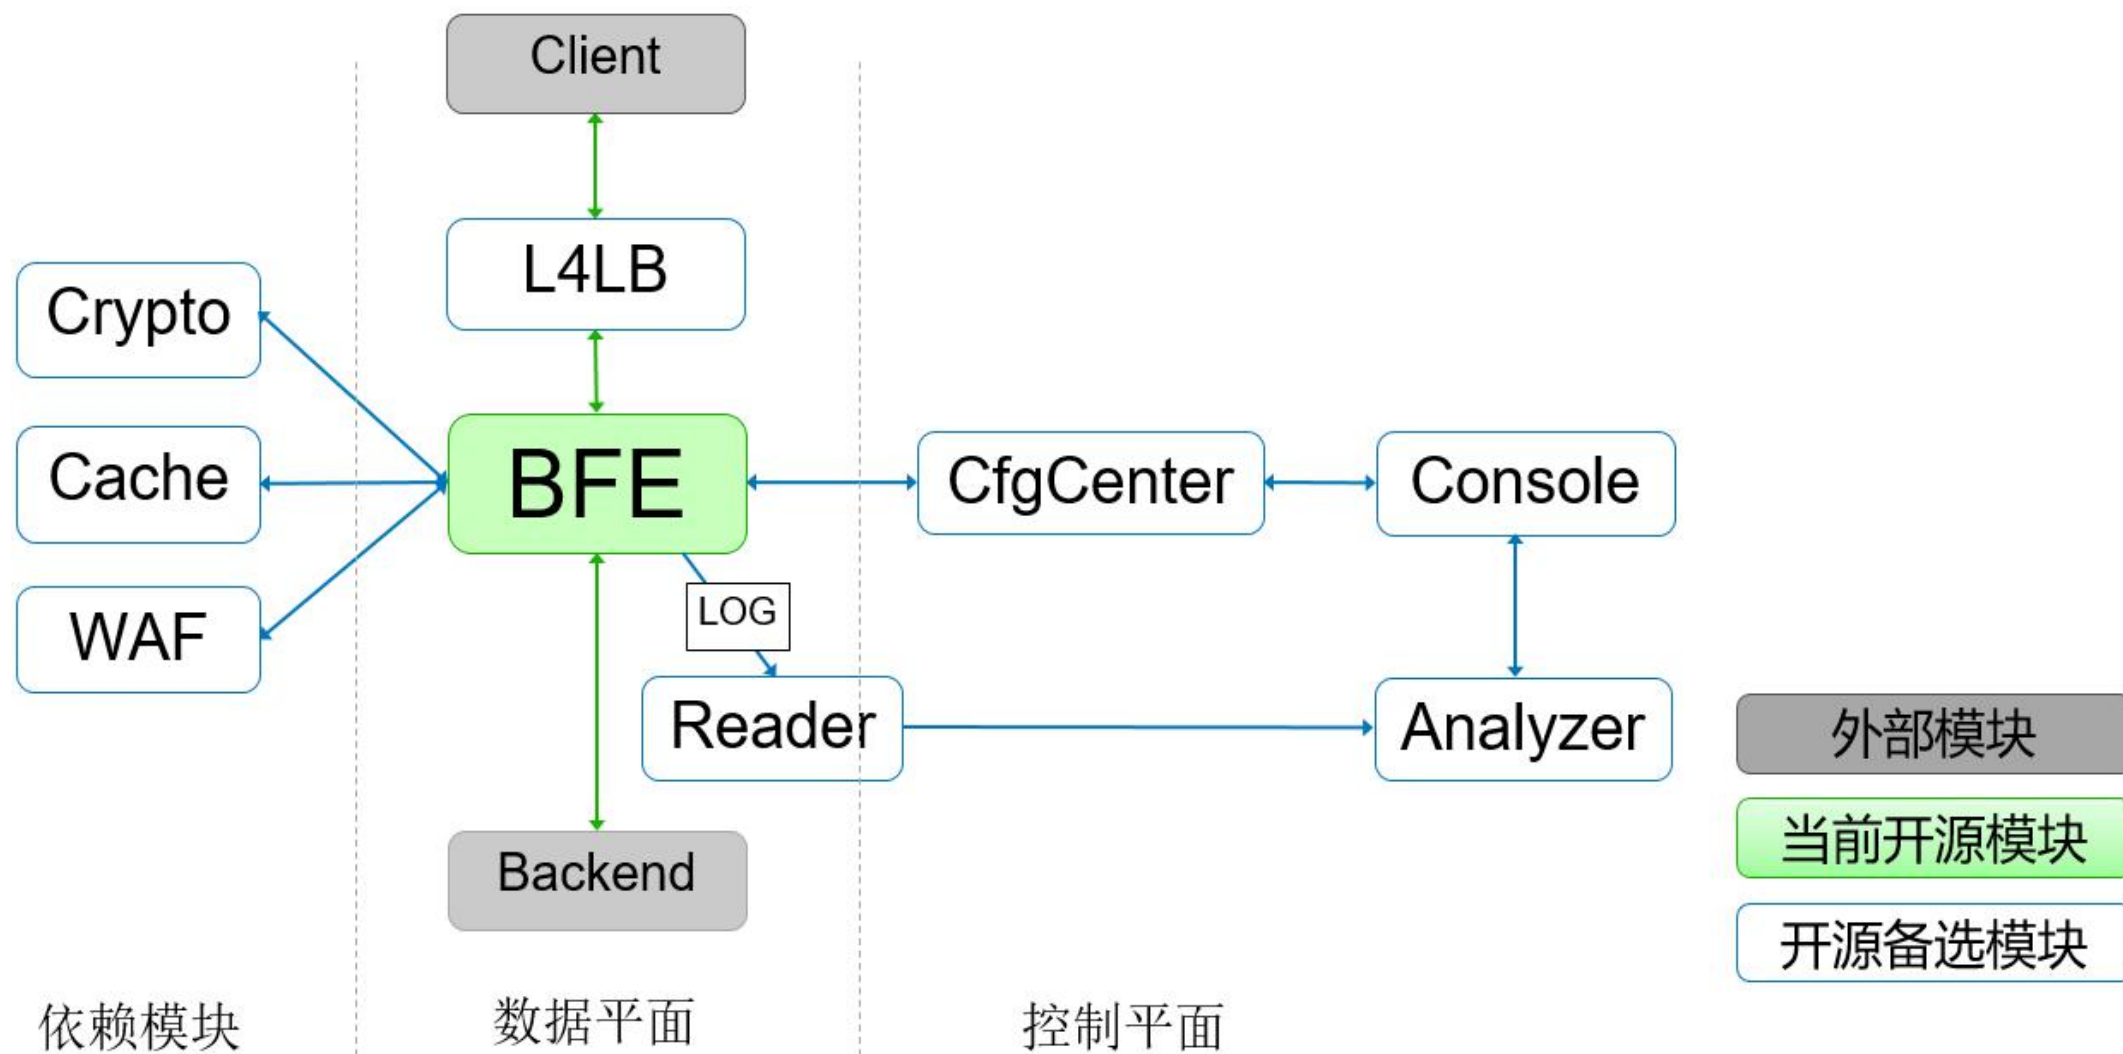 Client
L4LB
Crypto
Cache
BFE
CfgCenter
Console
WAF
LOG
Reader
Analyzer
Backend
外部模块
当前开源模块
开源备选模块
依赖模块
数据平面
控制平面